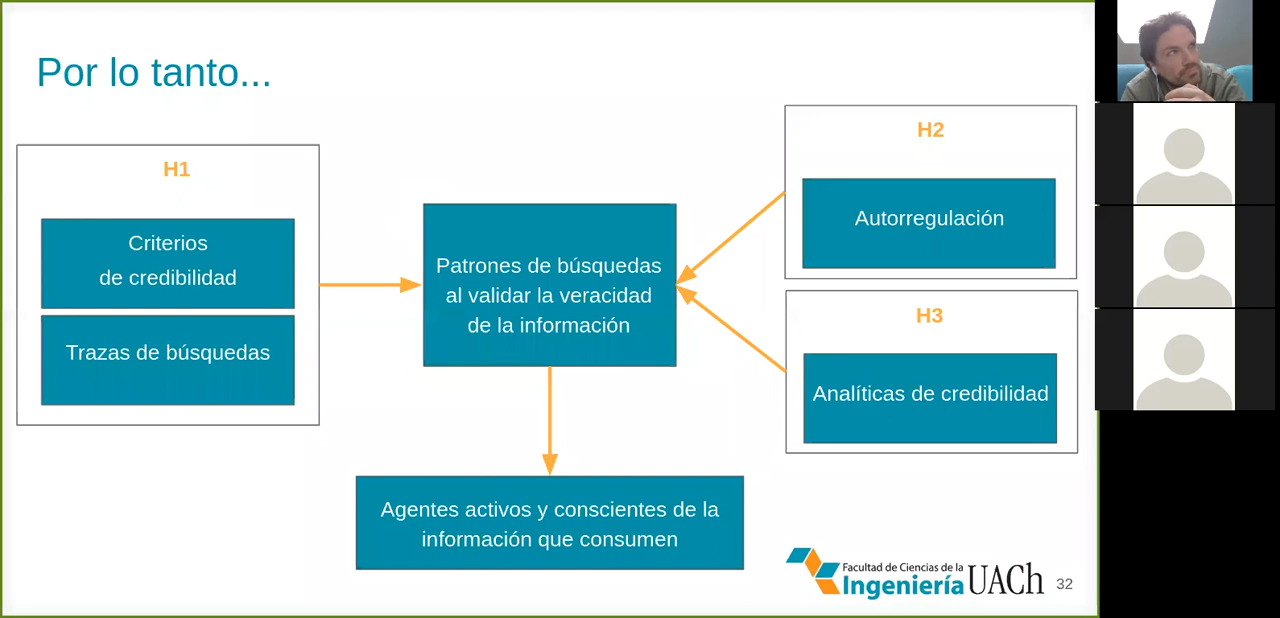 Por lo tanto...
H1
Criterios
de credibilidad
Trazas de búsquedas
Patrones de búsquedas
al validar la veracidad
de la información
H2
Autorregulación
H3
Analíticas de credibilidad
Agentes activos y conscientes de la
información que consumen
Facultad de Ciencias de la
Ingeniería UACh
32